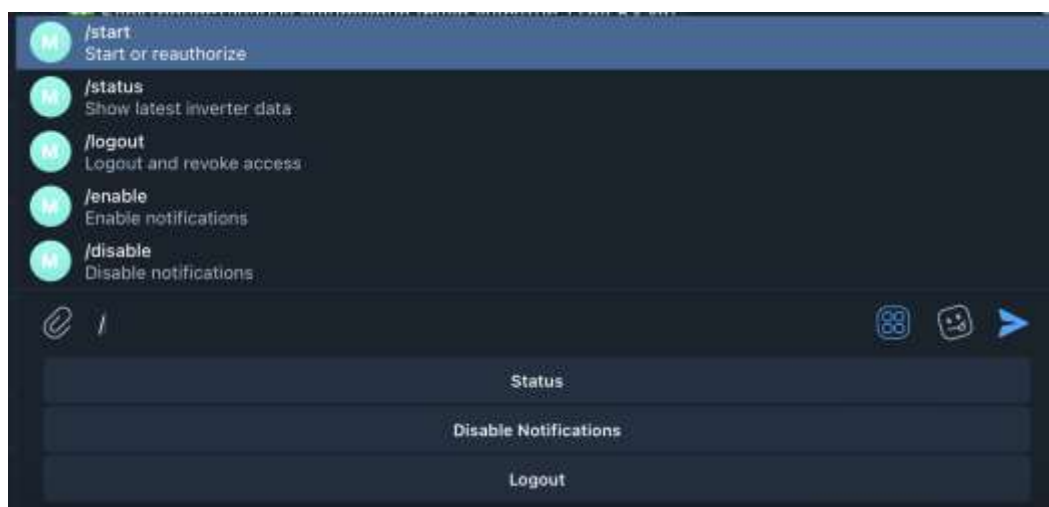 /start
Start or reauthorize
/status
Show latest inverter data
/logout
Logout and revoke access
/enable
Enable notifications
/disable
Disable notifications
/
Status
Disable Notifications
Logout